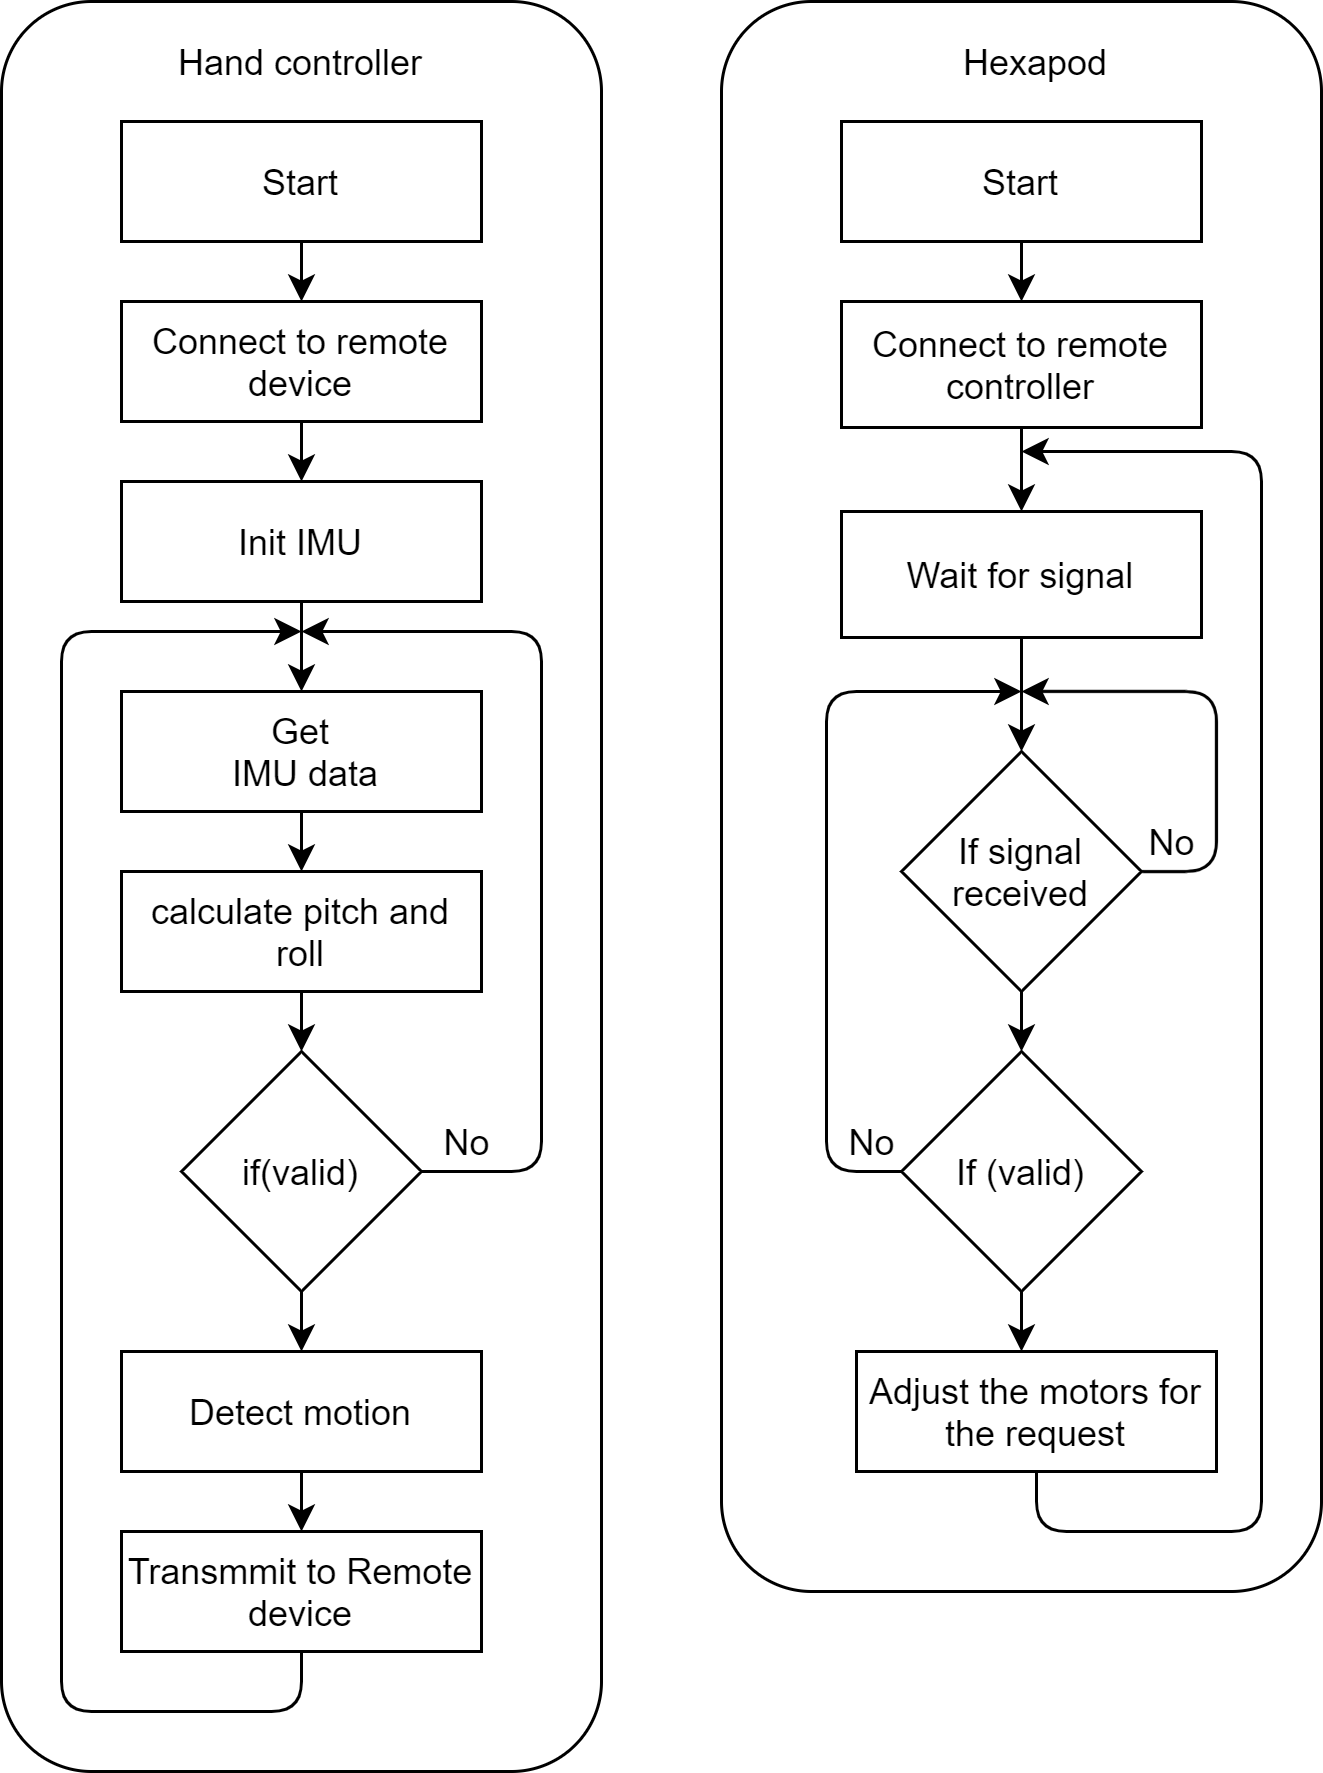 Hand controller
Start
Connect to remote
device
Init IMU
Get
IMU data
calculate pitch and
roll
if(valid)
No
Detect motion
Transmmit to Remote
device
Hexapod
Start
Connect to remote
controller
Wait for signal
If signal
received
No
If (valid)
No
Adjust the motors for
the request